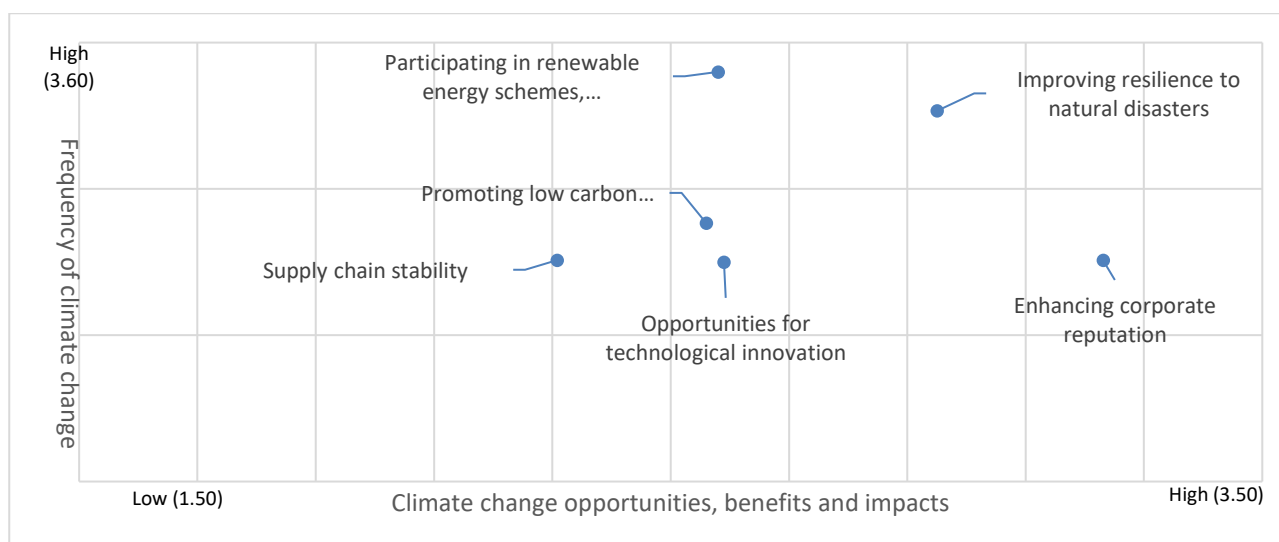 High
(3.60)
Participating in renewable
energy schemes,...
Improving resilience to
natural disasters
Frequency of climate change
Promoting low carbon...
Supply chain stability
Opportunities for
technological innovation
Enhancing corporate
reputation
Low (1.50)
Climate change opportunities, benefits and impacts
High (3.50)